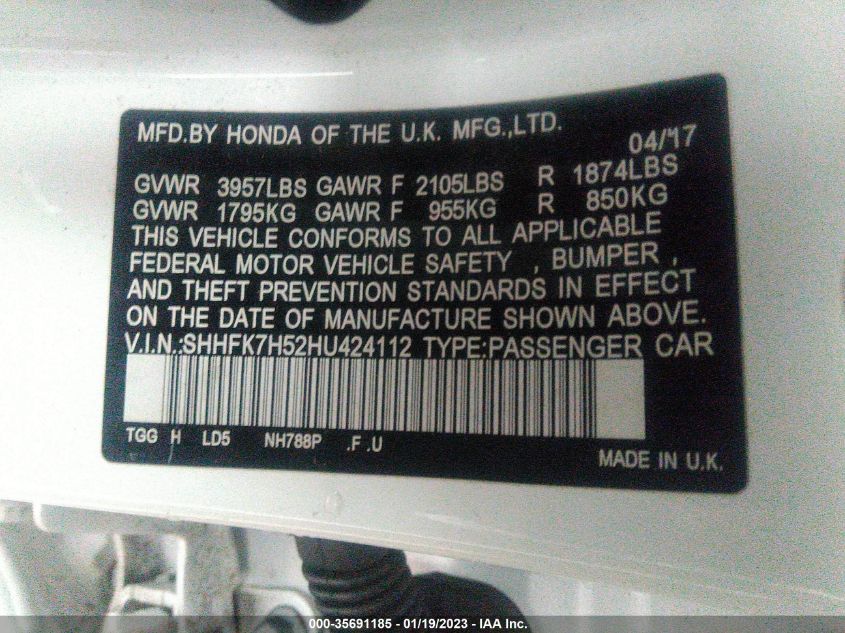 MFD.BY HONDA OF THE U.K. MFG.,LTD. 04/17
GVWR 3957LBS GAWR F 2105LBS R 1874LBS
GVWR 1795KG GAWR F 955KG R 850KG
THIS VEHICLE CONFORMS TO ALL APPLICABLE
FEDERAL MOTOR VEHICLE SAFETY , BUMPER ,
AND THEFT PREVENTION STANDARDS IN EFFECT
ON THE DATE OF MANUFACTURE SHOWN ABOVE.
V.I.N.:SHHFK7H52HU424112 TYPE:PASSENGER CAR
TGG H LD5 NH788P .F .U
MADE IN U.K.
000-35691185 - 01/19/2023 - IAA Inc.